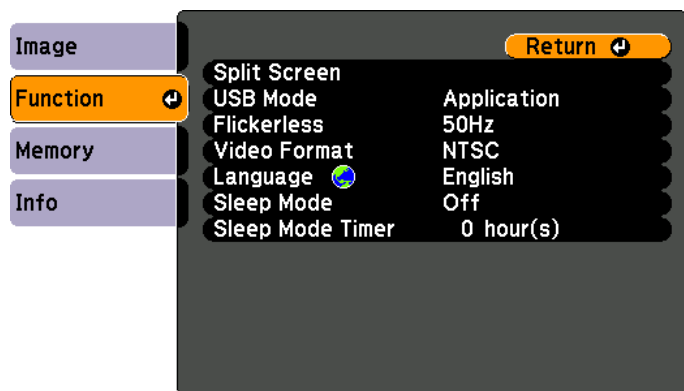 Image
Function
Memory
Info
Return
Split Screen
USB Mode Application
Flickerless 50Hz
Video Format NTSC
Language English
Sleep Mode Off
Sleep Mode Timer 0 hour(s)